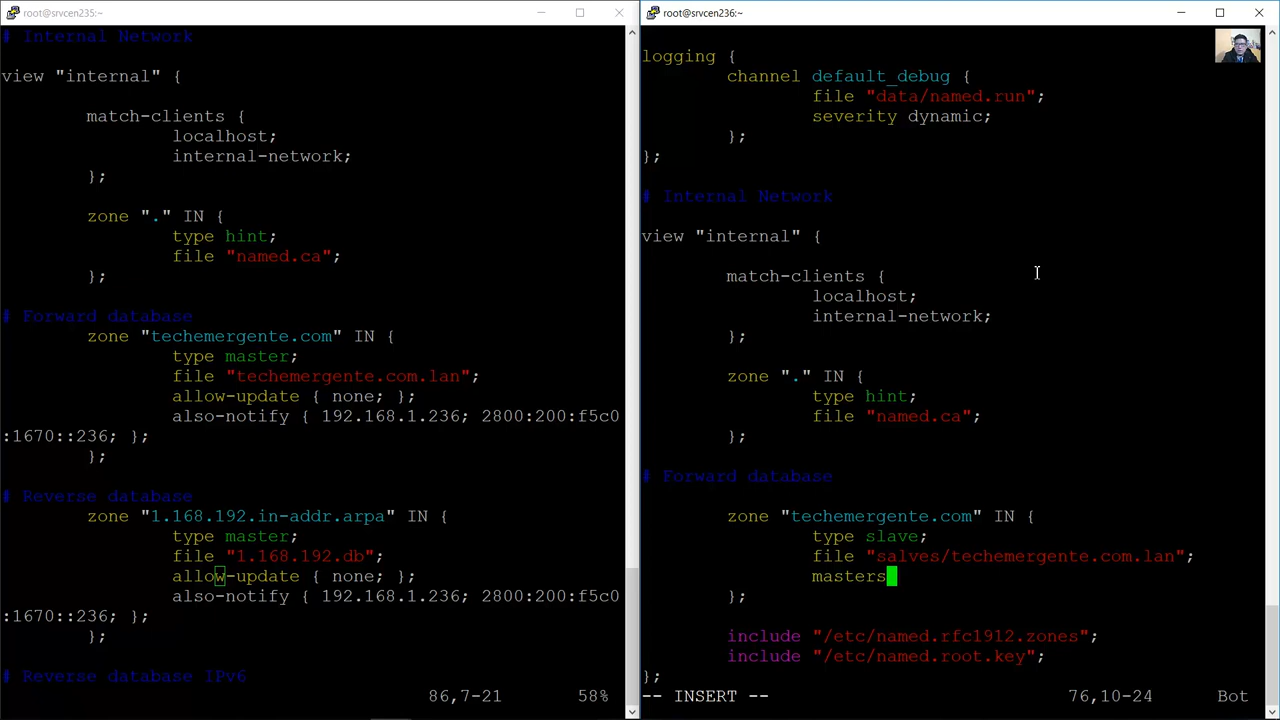 root@srvcen235:~
# Internal Network
view "internal" {
match-clients {
localhost;
internal-network;
};
zone "." IN {
type hint;
file "named.ca";
};
# Forward database
zone "techemergente.com" IN {
type master;
file "techemergente.com.lan";
allow-update { none; };
also-notify { 192.168.1.236; 2800:200:f5c0
:1670::236; };
};
# Reverse database
zone "1.168.192.in-addr.arpa" IN {
type master;
file "1.168.192.db";
allow-update { none; };
also-notify { 192.168.1.236; 2800:200:f5c0
:1670::236; };
};
# Reverse database IPv6
86,7-21 58%
root@srvcen236:~
logging {
channel default_debug {
file "data/named.run";
severity dynamic;
};
};
# Internal Network
view "internal" {
match-clients {
localhost;
internal-network;
};
zone "." IN {
type hint;
file "named.ca";
};
# Forward database
zone "techemergente.com" IN {
type slave;
file "salves/techemergente.com.lan";
masters
};
include "/etc/named.rfc1912.zones";
include "/etc/named.root.key";
};
-- INSERT -- 76,10-24 Bot